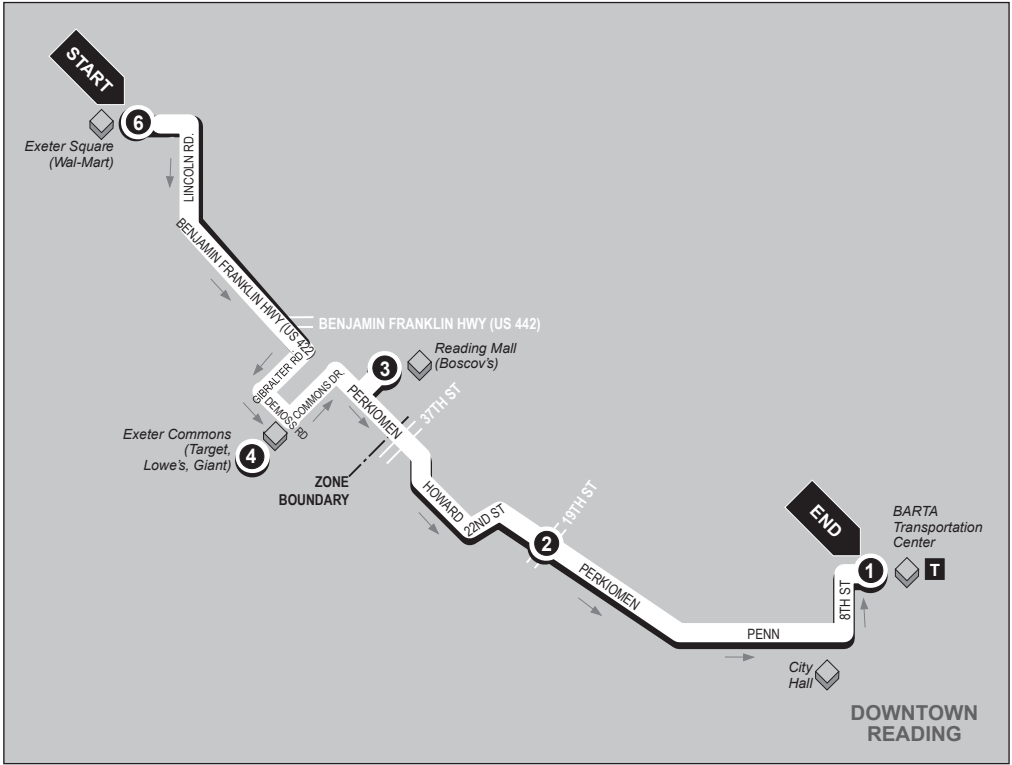 START
6
Exeter Square
(Wal-Mart)
LINCOLN RD.
BENJAMIN FRANKLIN HWY (US 422)
BENJAMIN FRANKLIN HWY (US 442)
GIBRALTER RD
DEMOSS RD
COMMONS DR.
3
Reading Mall
(Boscov's)
PERKIOMEN
37TH ST
Exeter Commons
(Target,
Lowe's, Giant)
4
ZONE
BOUNDARY
HOWARD
22ND ST
19TH ST
2
PERKIOMEN
PENN
8TH ST
END
1
BARTA
Transportation
Center
T
City
Hall
DOWNTOWN
READING